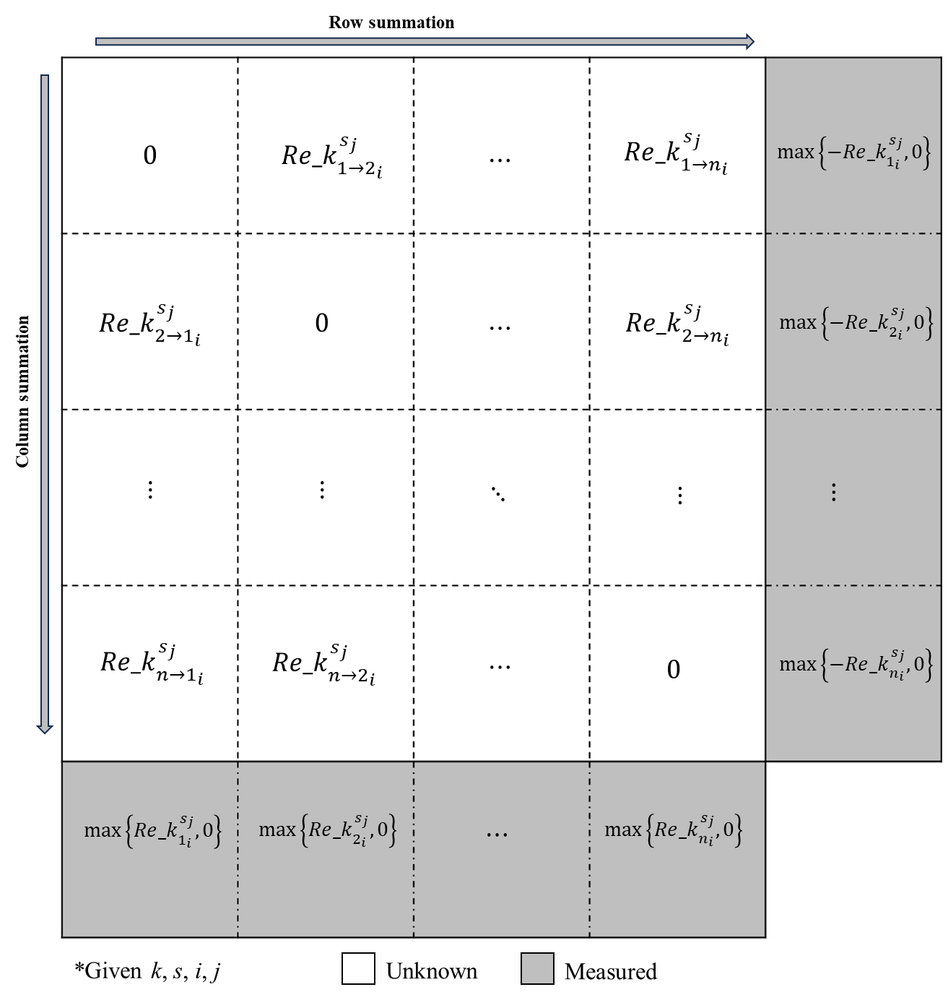 Row summation
Column summation
0 Re_k^{s_j}_{1→2_i} … Re_k^{s_j}_{1→n_i} max{−Re_k^{s_j}_{1_i}, 0}
Re_k^{s_j}_{2→1_i} 0 … Re_k^{s_j}_{2→n_i} max{−Re_k^{s_j}_{2_i}, 0}
⋮ ⋮ ⋱ ⋮ ⋮
Re_k^{s_j}_{n→1_i} Re_k^{s_j}_{n→2_i} … 0 max{−Re_k^{s_j}_{n_i}, 0}
max{Re_k^{s_j}_{1_i}, 0} max{Re_k^{s_j}_{2_i}, 0} … max{Re_k^{s_j}_{n_i}, 0}
*Given k, s, i, j Unknown Measured